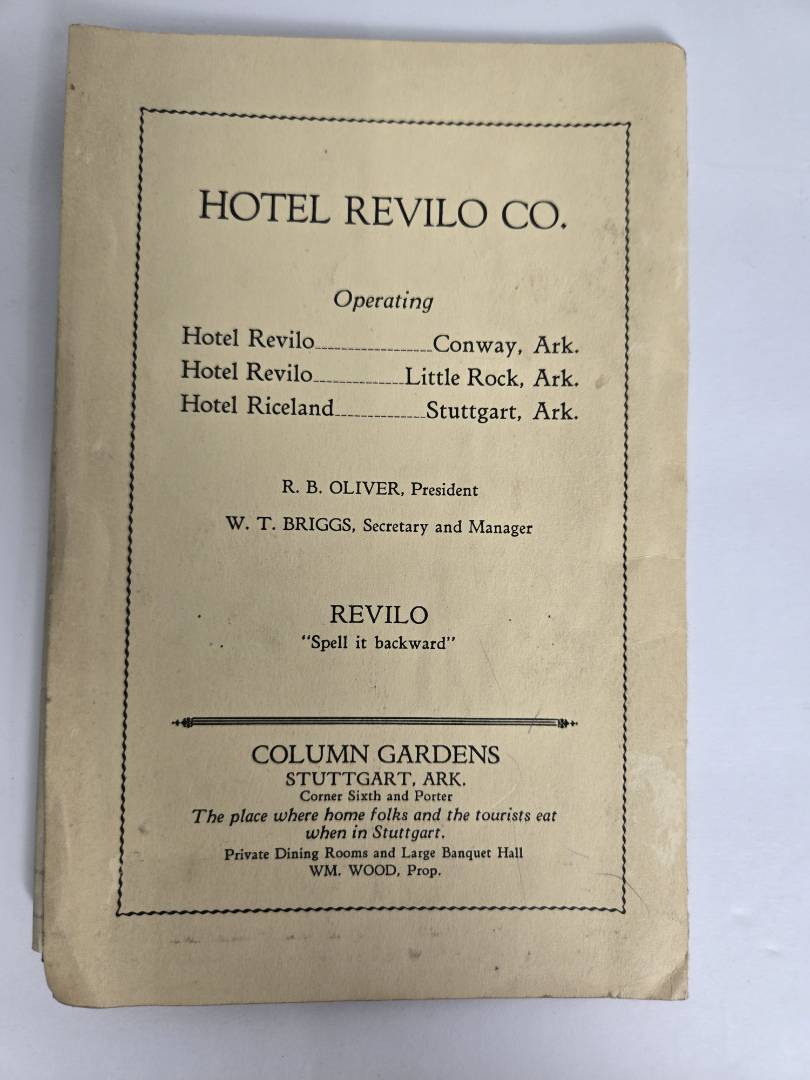 HOTEL REVILO CO.
Operating
Hotel Revilo Conway, Ark.
Hotel Revilo Little Rock, Ark.
Hotel Riceland Stuttgart, Ark.
R. B. OLIVER, President
W. T. BRIGGS, Secretary and Manager
REVILO
"Spell it backward"
COLUMN GARDENS
STUTTGART, ARK.
Corner Sixth and Porter
The place where home folks and the tourists eat
when in Stuttgart.
Private Dining Rooms and Large Banquet Hall
WM. WOOD, Prop.